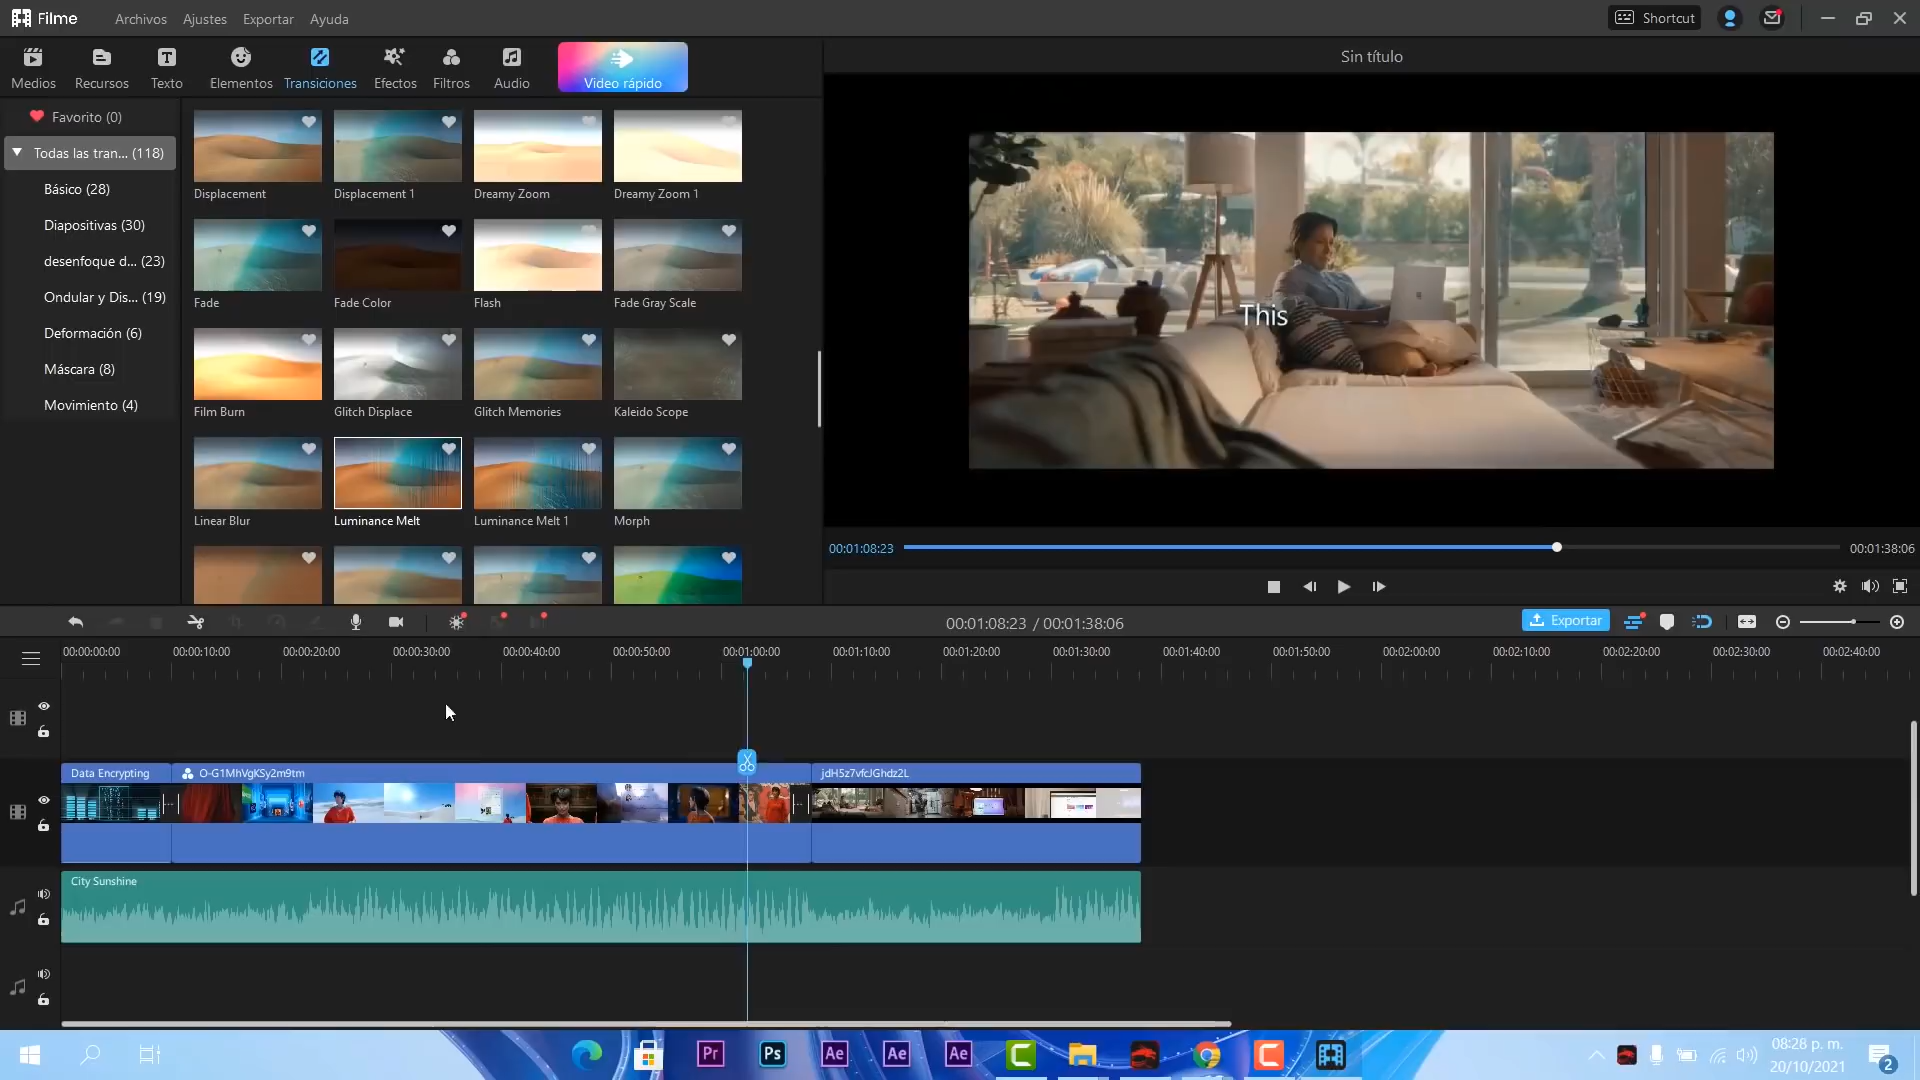 Filme
Archivos
Ajustes
Exportar
Ayuda
Shortcut
Medios
Recursos
Texto
Elementos
Transiciones
Efectos
Filtros
Audio
Video rápido
Sin título
Favorito (0)
Todas las tran... (118)
Básico (28)
Diapositivas (30)
desenfoque d... (23)
Ondular y Dis... (19)
Deformación (6)
Máscara (8)
Movimiento (4)
Displacement
Displacement 1
Dreamy Zoom
Dreamy Zoom 1
Fade
Fade Color
Flash
Fade Gray Scale
Film Burn
Glitch Displace
Glitch Memories
Kaleido Scope
Linear Blur
Luminance Melt
Luminance Melt 1
Morph
This
00:01:08:23
00:01:38:06
00:01:08:23 / 00:01:38:06
Exportar
00:00:00:00
00:00:10:00
00:00:20:00
00:00:30:00
00:00:40:00
00:00:50:00
00:01:00:00
00:01:10:00
00:01:20:00
00:01:30:00
00:01:40:00
00:01:50:00
00:02:00:00
00:02:10:00
00:02:20:00
00:02:30:00
00:02:40:00
Data Encrypting
O-G1MhVgKSy2m9tm
jdH5z7vfcJGhdz2L
City Sunshine
Pr
Ps
Ae
Ae
Ae
08:28 p. m.
20/10/2021
2